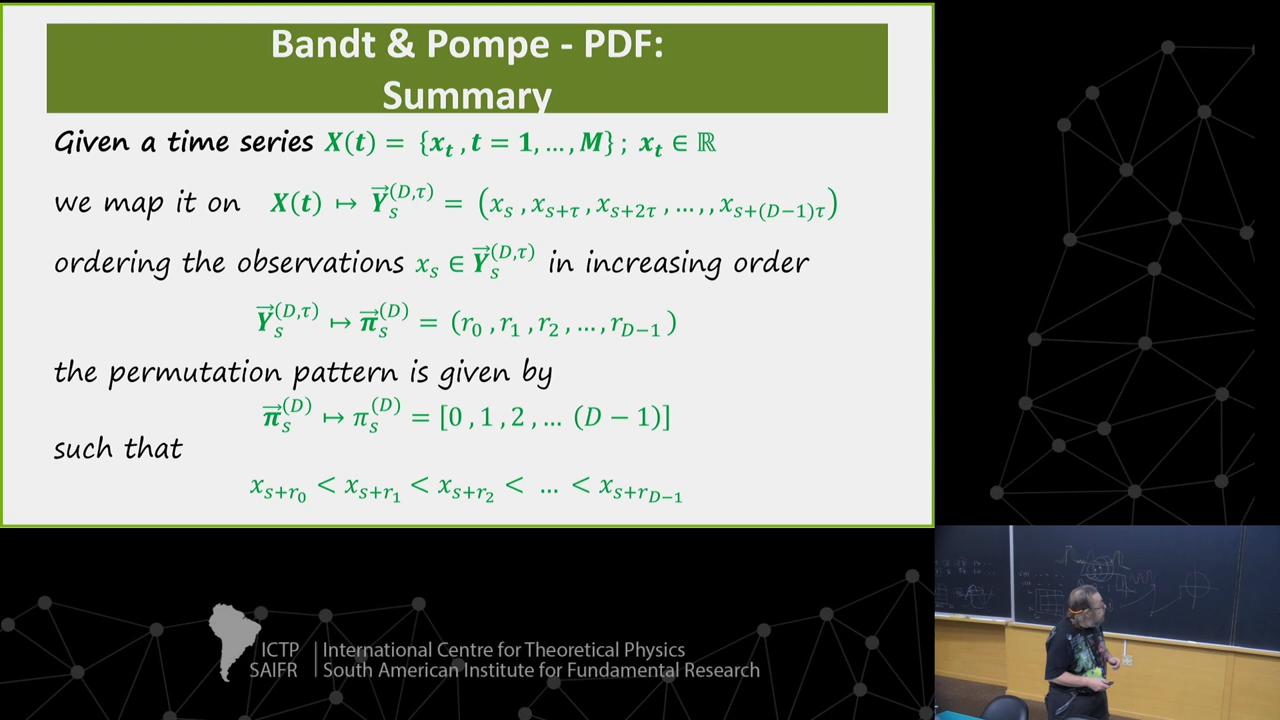 Bandt & Pompe - PDF:
Summary
Given a time series X(t) = {x_t , t = 1, … , M} ; x_t ∈ ℝ
we map it on X(t) ↦ Y⃗_s^(D,τ) = (x_s , x_{s+τ} , x_{s+2τ} , … , , x_{s+(D−1)τ})
ordering the observations x_s ∈ Y⃗_s^(D,τ) in increasing order
Y⃗_s^(D,τ) ↦ π⃗_s^(D) = (r_0 , r_1 , r_2 , … , r_{D−1} )
the permutation pattern is given by
π⃗_s^(D) ↦ π_s^(D) = [0 , 1 , 2 , … (D − 1)]
such that
x_{s+r_0} < x_{s+r_1} < x_{s+r_2} < … < x_{s+r_{D−1}}
ICTP
SAIFR
International Centre for Theoretical Physics
South American Institute for Fundamental Research